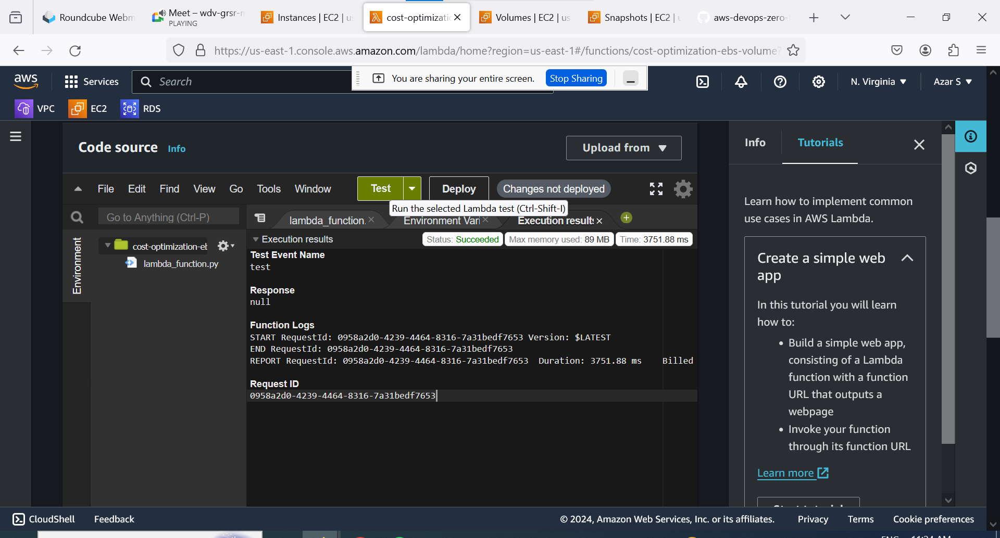 Roundcube Webm
Meet – wdv-grsr-
PLAYING
Instances | EC2 | us
cost-optimizatio
Volumes | EC2 | us
Snapshots | EC2 |
aws-devops-zero-
https://us-east-1.console.aws.amazon.com/lambda/home?region=us-east-1#/functions/cost-optimization-ebs-volume?
aws
Services
Search
You are sharing your entire screen.
Stop Sharing
N. Virginia
Azar S
VPC
EC2
RDS
Code source
Info
Upload from
Info
Tutorials
File Edit Find View Go Tools Window
Test
Deploy
Changes not deployed
Run the selected Lambda test (Ctrl-Shift-I)
Go to Anything (Ctrl-P)
lambda_function.
Environment Vari
Execution results
Execution results
Status: Succeeded
Max memory used: 89 MB
Time: 3751.88 ms
Environment
cost-optimization-eb
lambda_function.py
Test Event Name
test
Response
null
Function Logs
START RequestId: 0958a2d0-4239-4464-8316-7a31bedf7653 Version: $LATEST
END RequestId: 0958a2d0-4239-4464-8316-7a31bedf7653
REPORT RequestId: 0958a2d0-4239-4464-8316-7a31bedf7653 Duration: 3751.88 ms Billed
Request ID
0958a2d0-4239-4464-8316-7a31bedf7653
Learn how to implement common
use cases in AWS Lambda.
Create a simple web
app
In this tutorial you will learn
how to:
• Build a simple web app,
consisting of a Lambda
function with a function
URL that outputs a
webpage
• Invoke your function
through its function URL
Learn more
CloudShell
Feedback
© 2024, Amazon Web Services, Inc. or its affiliates.
Privacy
Terms
Cookie preferences